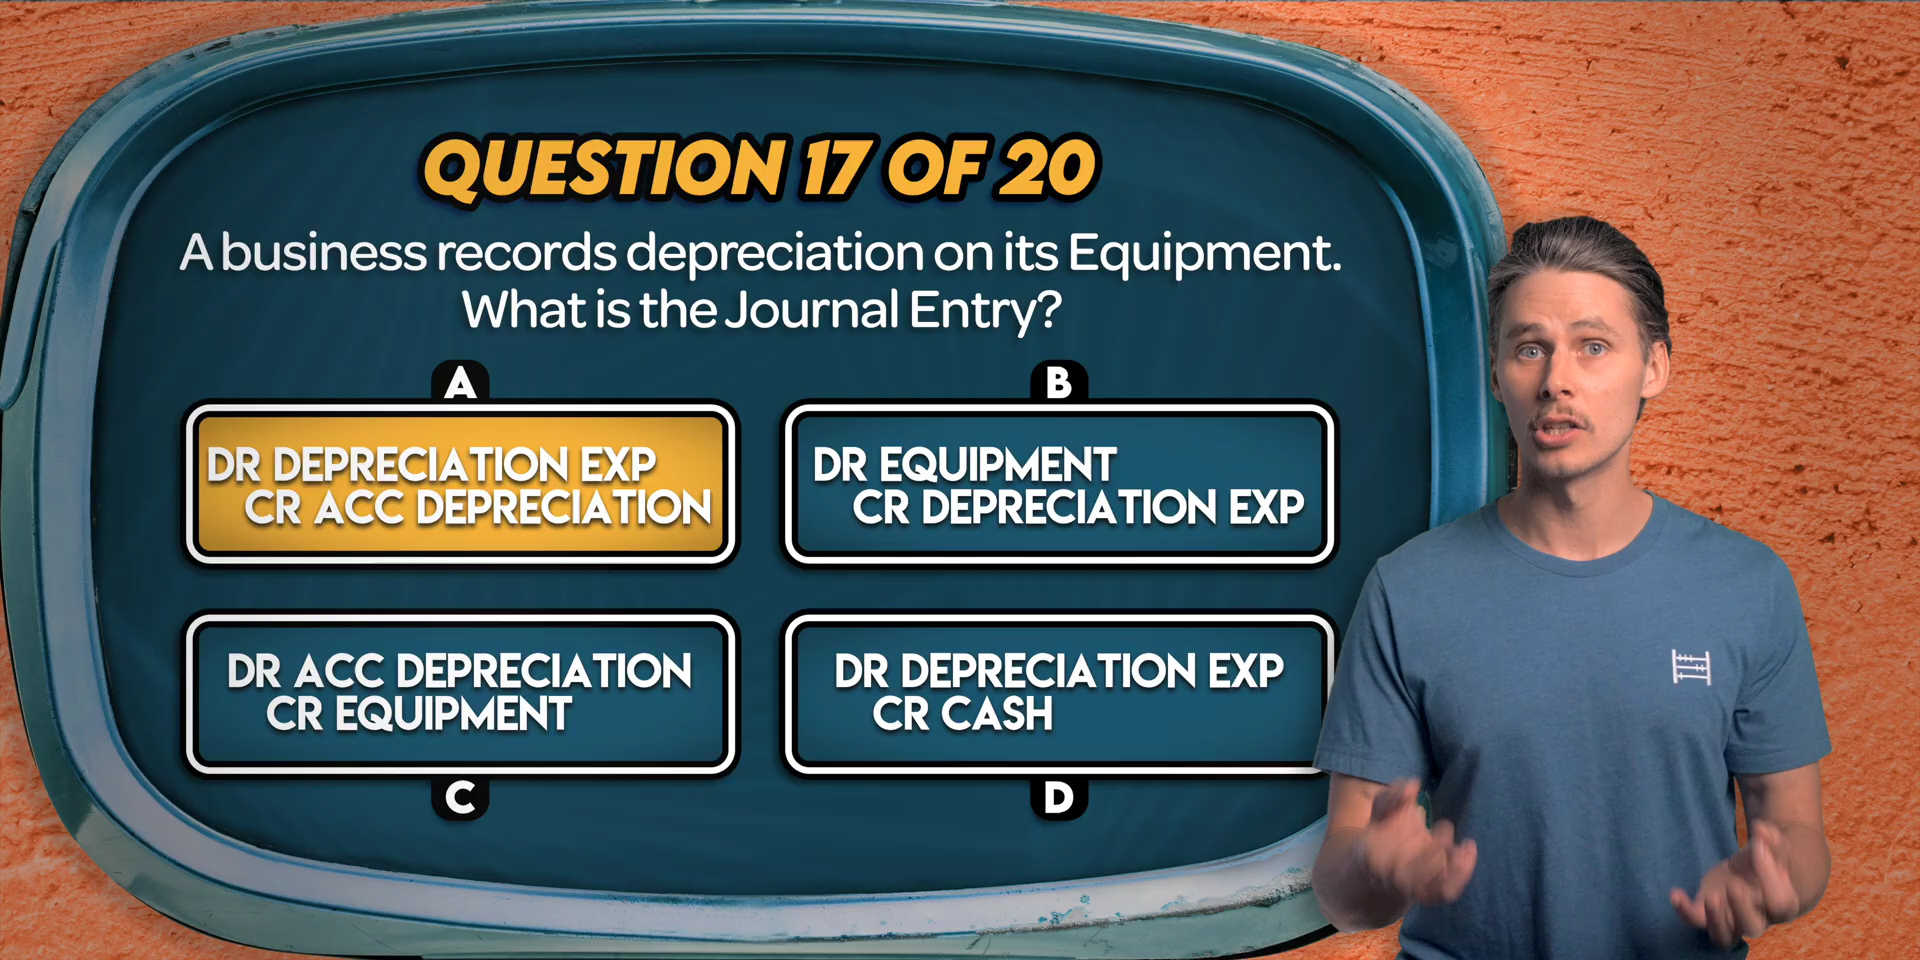 QUESTION 17 OF 20
A business records depreciation on its Equipment.
What is the Journal Entry?
A
DR DEPRECIATION EXP
CR ACC DEPRECIATION
B
DR EQUIPMENT
CR DEPRECIATION EXP
DR ACC DEPRECIATION
CR EQUIPMENT
C
DR DEPRECIATION EXP
CR CASH
D